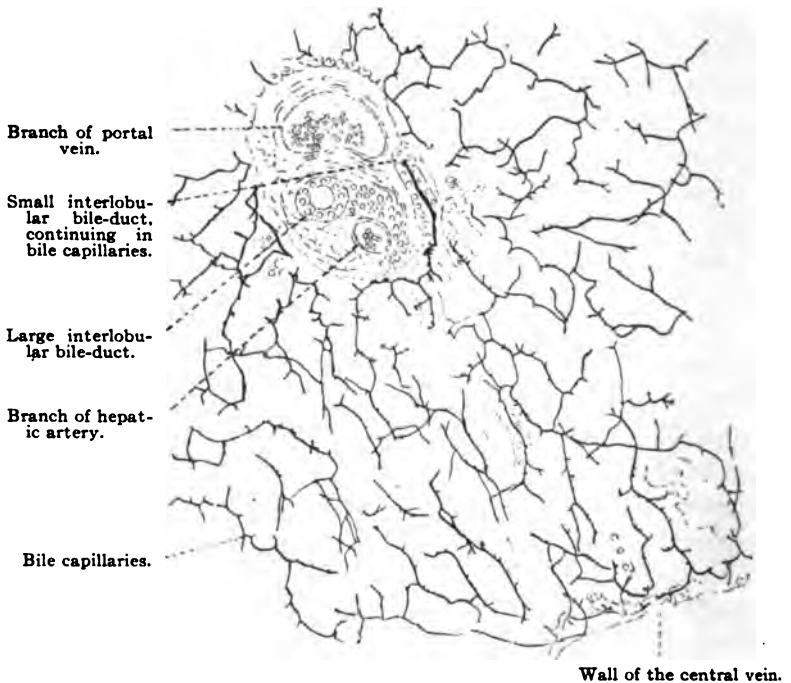 Branch of portal
vein.
Small interlobu-
lar bile-duct,
continuing in
bile capillaries.
Large interlobu-
lar bile-duct.
Branch of hepat-
ic artery.
Bile capillaries.
Wall of the central vein.